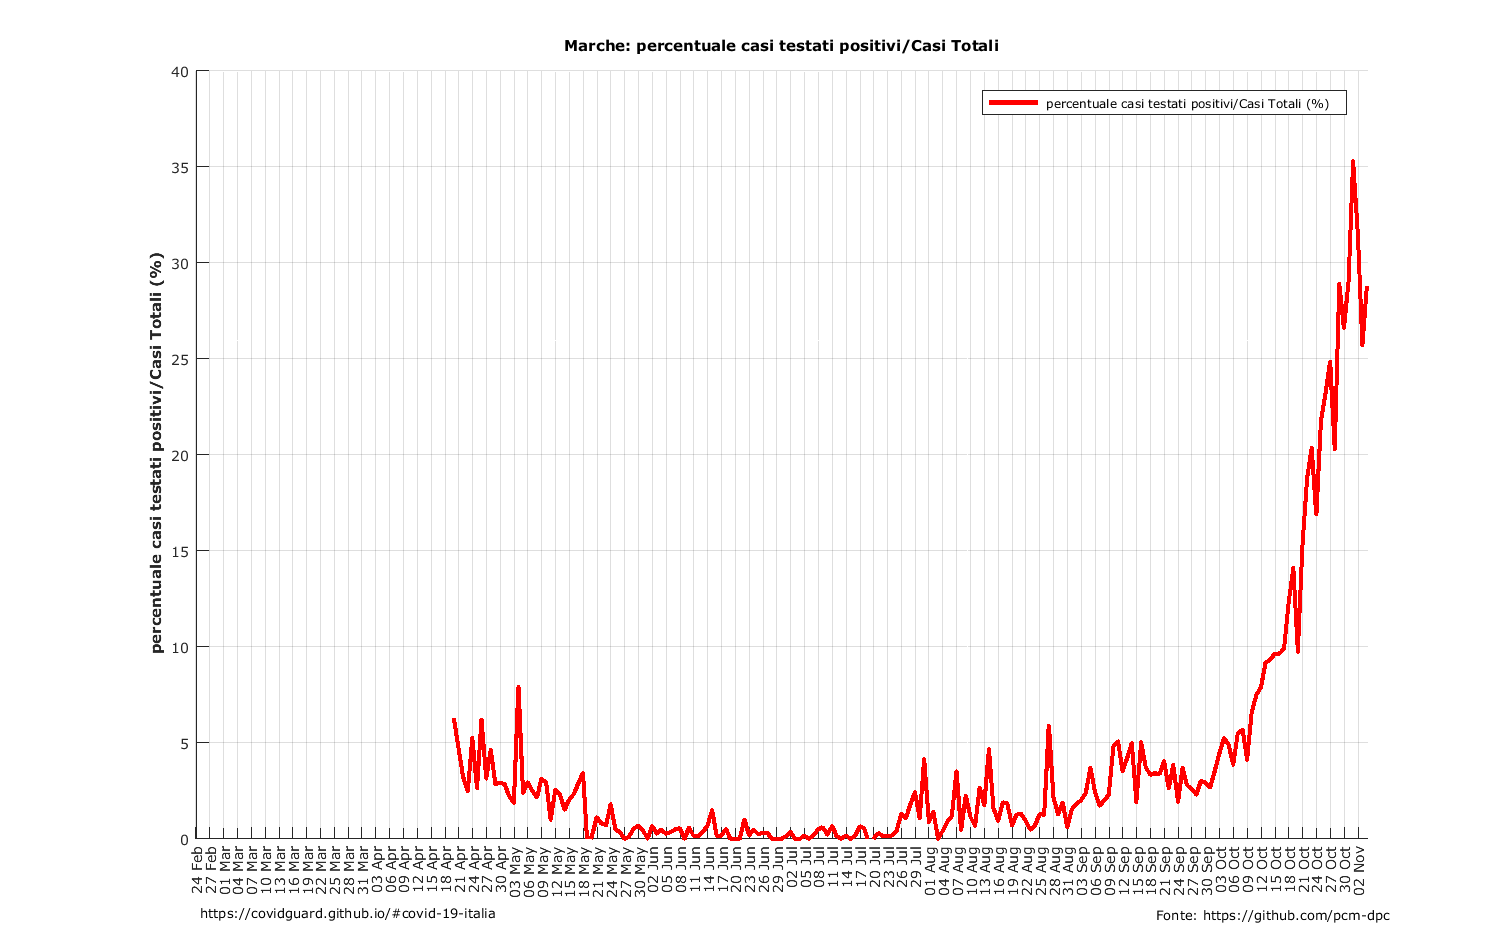 Marche: percentuale casi testati positivi/Casi Totali
percentuale casi testati positivi/Casi Totali (%)
percentuale casi testati positivi/Casi Totali (%)
40
35
30
25
20
15
10
5
0
24 Feb
27 Feb
01 Mar
04 Mar
07 Mar
10 Mar
13 Mar
16 Mar
19 Mar
22 Mar
25 Mar
28 Mar
31 Mar
03 Apr
06 Apr
09 Apr
12 Apr
15 Apr
18 Apr
21 Apr
24 Apr
27 Apr
30 Apr
03 May
06 May
09 May
12 May
15 May
18 May
21 May
24 May
27 May
30 May
02 Jun
05 Jun
08 Jun
11 Jun
14 Jun
17 Jun
20 Jun
23 Jun
26 Jun
29 Jun
02 Jul
05 Jul
08 Jul
11 Jul
14 Jul
17 Jul
20 Jul
23 Jul
26 Jul
29 Jul
01 Aug
04 Aug
07 Aug
10 Aug
13 Aug
16 Aug
19 Aug
22 Aug
25 Aug
28 Aug
31 Aug
03 Sep
06 Sep
09 Sep
12 Sep
15 Sep
18 Sep
21 Sep
24 Sep
27 Sep
30 Sep
03 Oct
06 Oct
09 Oct
12 Oct
15 Oct
18 Oct
21 Oct
24 Oct
27 Oct
30 Oct
02 Nov
https://covidguard.github.io/#covid-19-italia
Fonte: https://github.com/pcm-dpc